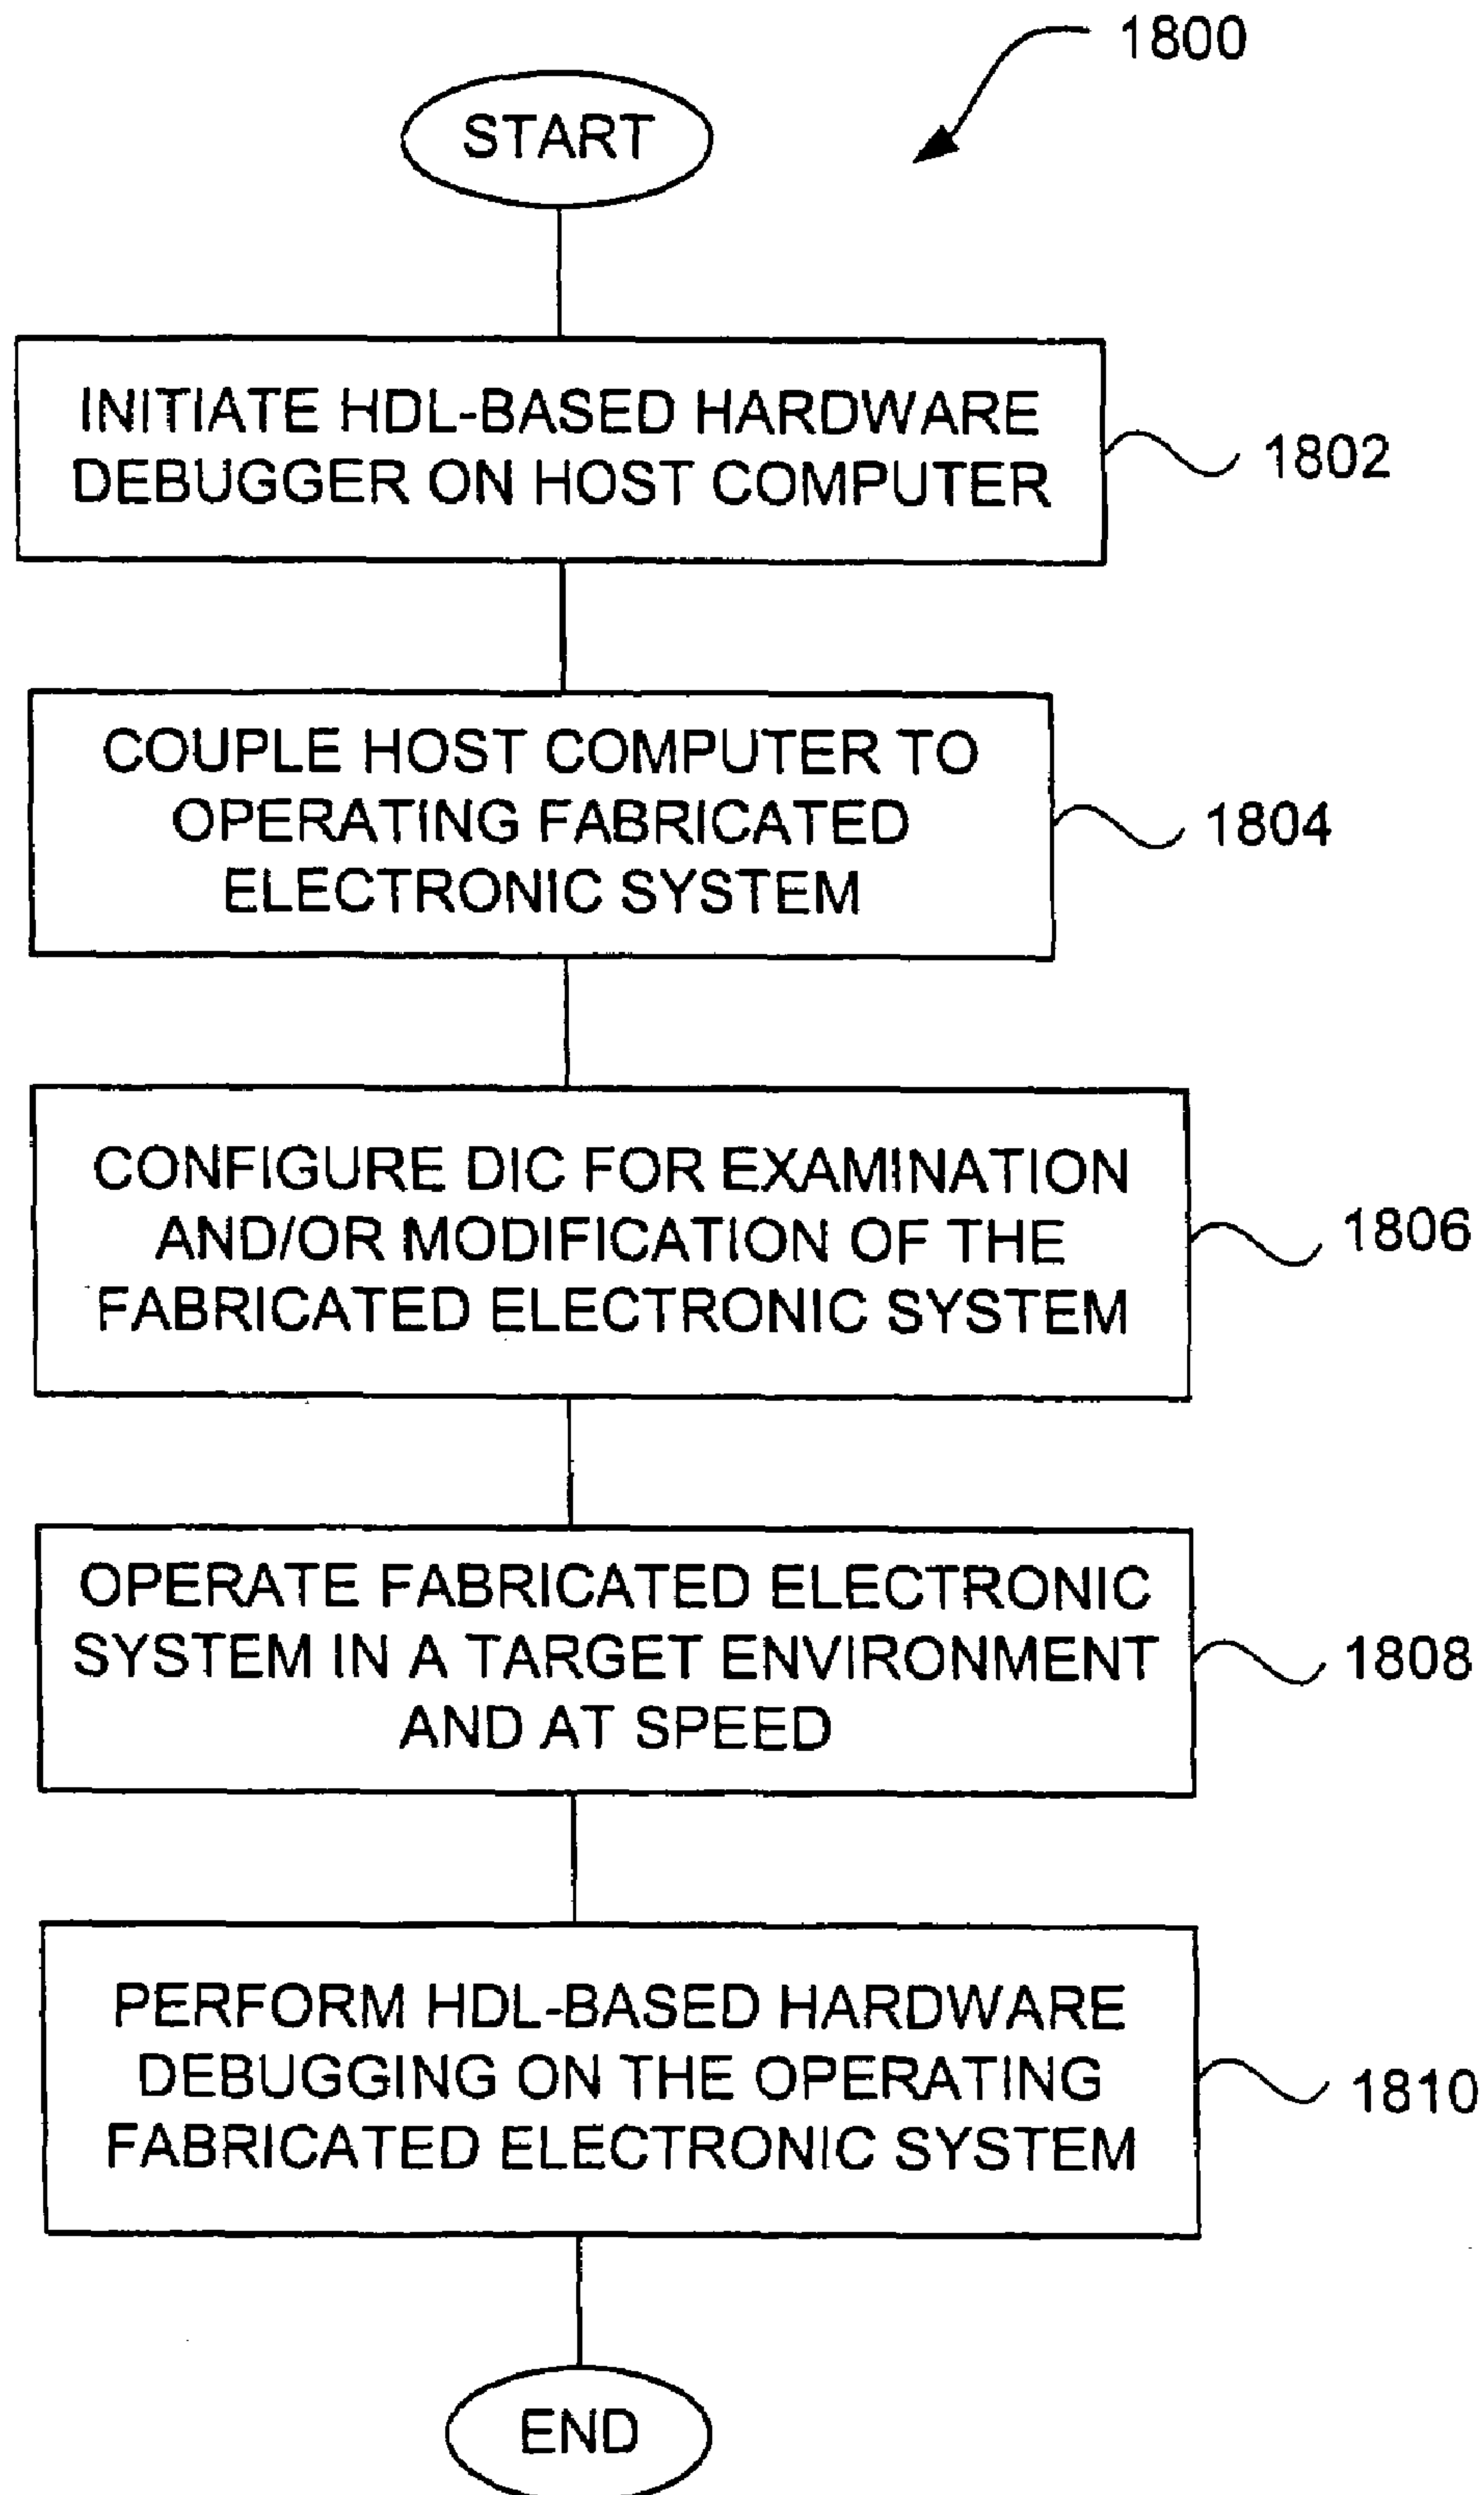 1800
START
INITIATE HDL-BASED HARDWARE
DEBUGGER ON HOST COMPUTER
1802
COUPLE HOST COMPUTER TO
OPERATING FABRICATED
ELECTRONIC SYSTEM
1804
CONFIGURE DIC FOR EXAMINATION
AND/OR MODIFICATION OF THE
FABRICATED ELECTRONIC SYSTEM
1806
OPERATE FABRICATED ELECTRONIC
SYSTEM IN A TARGET ENVIRONMENT
AND AT SPEED
1808
PERFORM HDL-BASED HARDWARE
DEBUGGING ON THE OPERATING
FABRICATED ELECTRONIC SYSTEM
1810
END